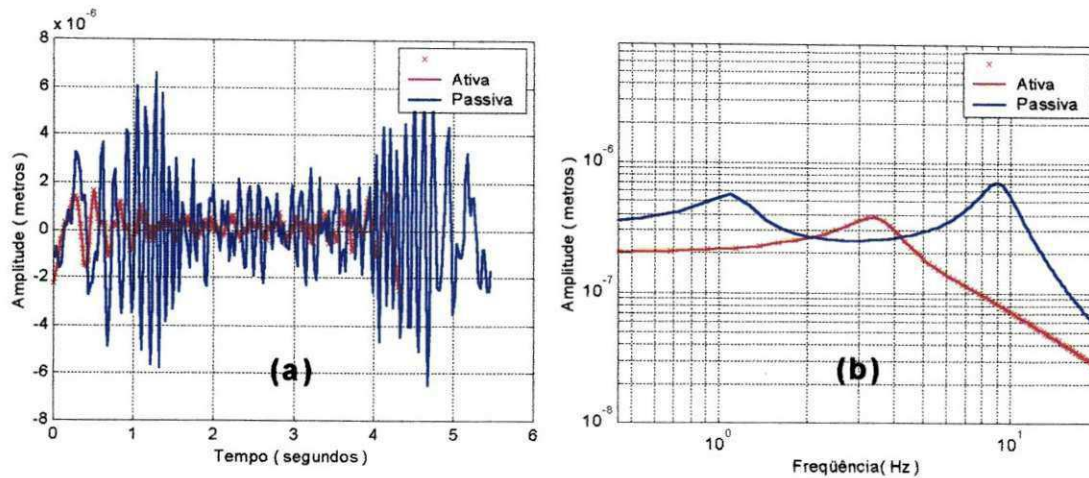 x 10⁻⁶
8
6
4
2
0
-2
-4
-6
-8
Amplitude ( metros )
0 1 2 3 4 5 6
Tempo ( segundos )
Ativa
Passiva
(a)
10⁻⁶
10⁻⁷
10⁻⁸
Amplitude ( metros )
10⁰ 10¹
Freqüência( Hz )
Ativa
Passiva
(b)